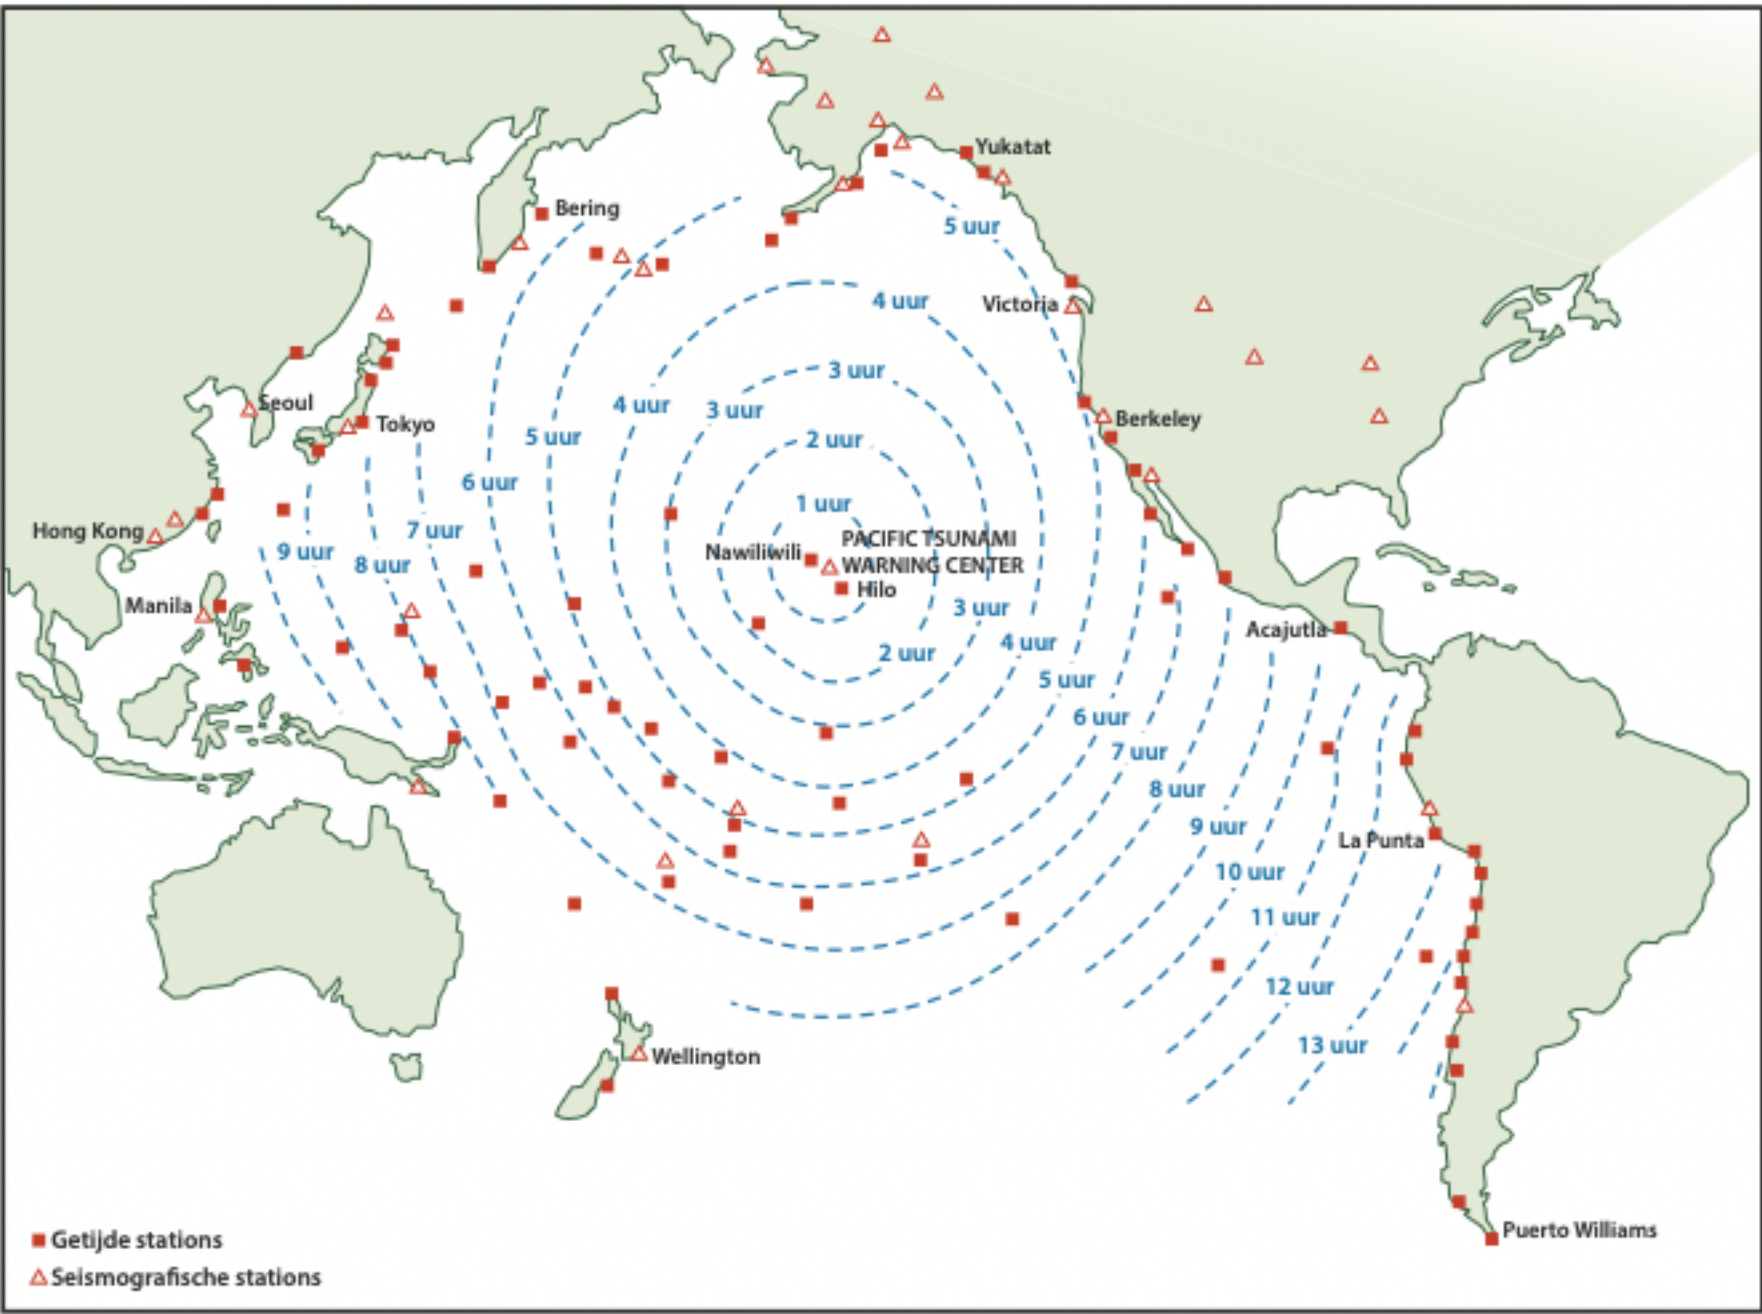 Yukatat
Bering
5 uur
4 uur
Victoria
3 uur
4 uur
3 uur
Seoul
Tokyo
Berkeley
5 uur
2 uur
6 uur
1 uur
Hong Kong
7 uur
9 uur
8 uur
PACIFIC TSUNAMI
WARNING CENTER
Nawiliwili
Hilo
Manila
3 uur
Acajutla
4 uur
2 uur
5 uur
6 uur
7 uur
8 uur
9 uur
La Punta
10 uur
11 uur
12 uur
13 uur
Wellington
Puerto Williams
Getijde stations
Seismografische stations